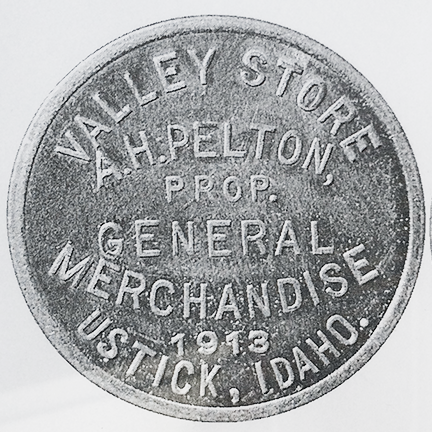 VALLEY STORE
A.H. PELTON,
PROP.
GENERAL
MERCHANDISE
1913
USTICK, IDAHO.